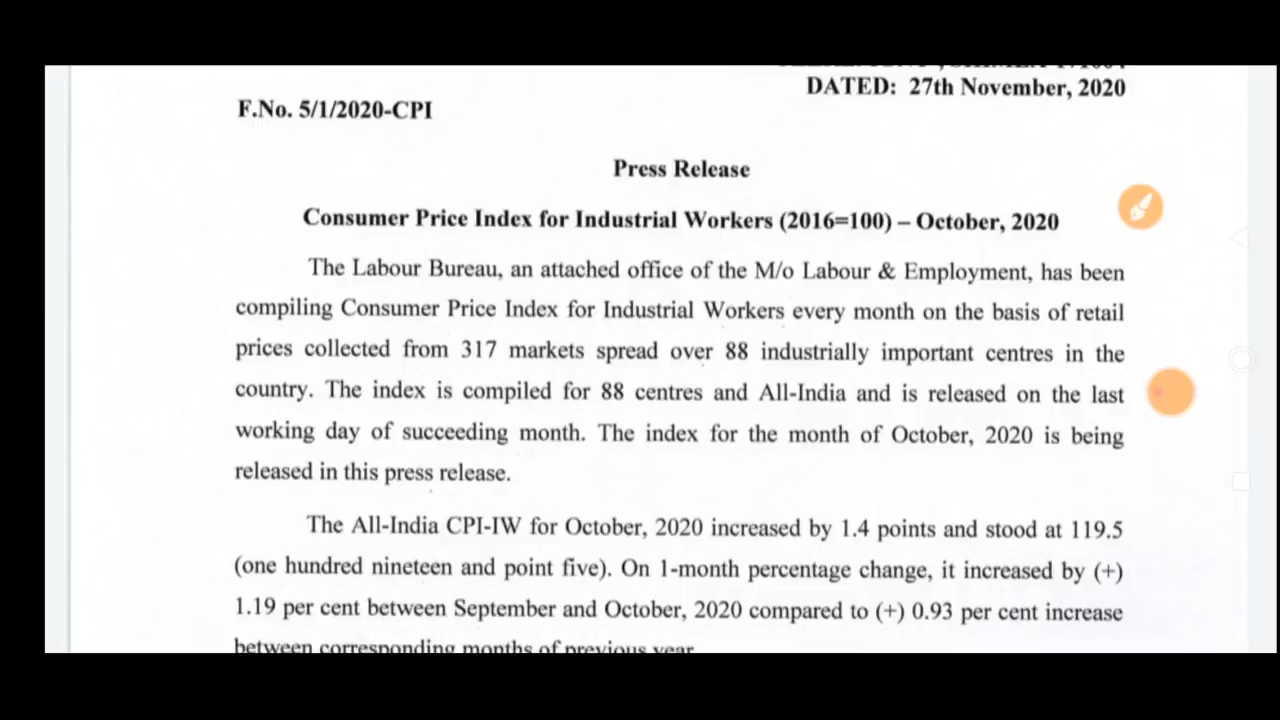 DATED: 27th November, 2020
F.No. 5/1/2020-CPI
Press Release
Consumer Price Index for Industrial Workers (2016=100) – October, 2020
The Labour Bureau, an attached office of the M/o Labour & Employment, has been
compiling Consumer Price Index for Industrial Workers every month on the basis of retail
prices collected from 317 markets spread over 88 industrially important centres in the
country. The index is compiled for 88 centres and All-India and is released on the last
working day of succeeding month. The index for the month of October, 2020 is being
released in this press release.
The All-India CPI-IW for October, 2020 increased by 1.4 points and stood at 119.5
(one hundred nineteen and point five). On 1-month percentage change, it increased by (+)
1.19 per cent between September and October, 2020 compared to (+) 0.93 per cent increase
between corresponding months of previous year.